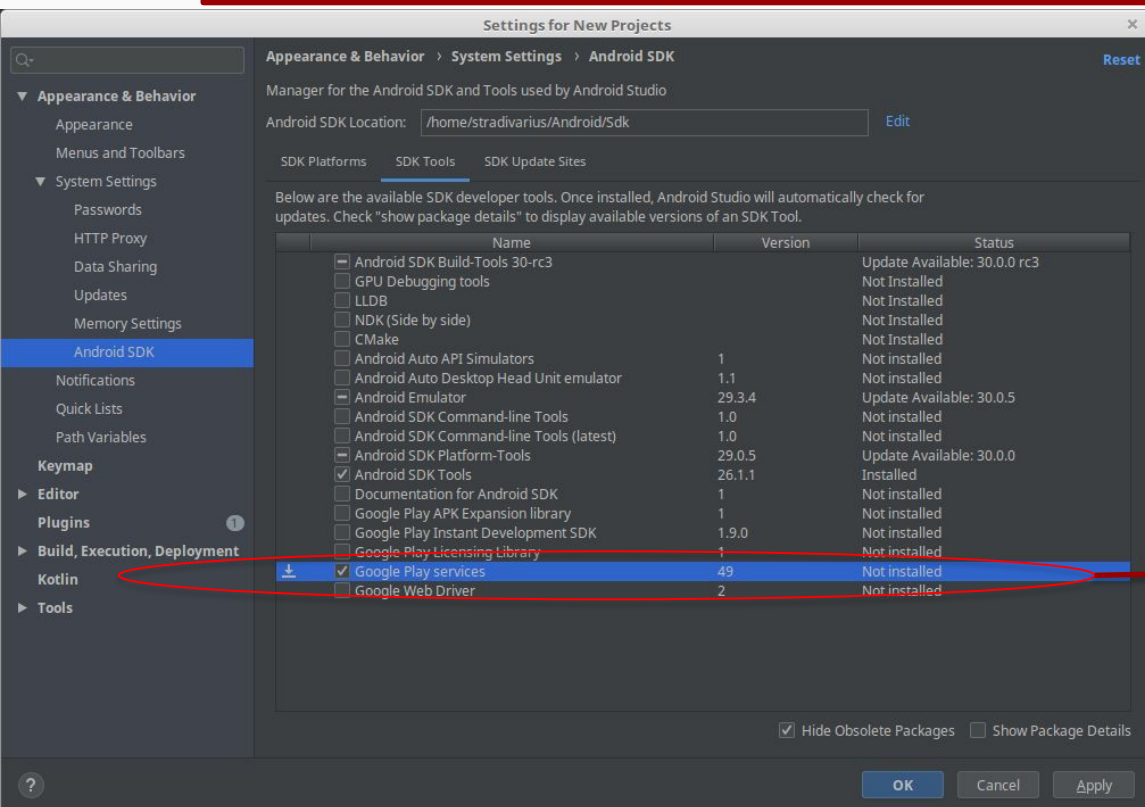 Settings for New Projects
Appearance & Behavior › System Settings › Android SDK
Reset
Appearance & Behavior
Appearance
Menus and Toolbars
System Settings
Passwords
HTTP Proxy
Data Sharing
Updates
Memory Settings
Android SDK
Notifications
Quick Lists
Path Variables
Keymap
Editor
Plugins 1
Build, Execution, Deployment
Kotlin
Tools
Manager for the Android SDK and Tools used by Android Studio
Android SDK Location: /home/stradivarius/Android/Sdk Edit
SDK Platforms SDK Tools SDK Update Sites
Below are the available SDK developer tools. Once installed, Android Studio will automatically check for
updates. Check "show package details" to display available versions of an SDK Tool.
Name Version Status
Android SDK Build-Tools 30-rc3 Update Available: 30.0.0 rc3
GPU Debugging tools Not Installed
LLDB Not Installed
NDK (Side by side) Not Installed
CMake Not Installed
Android Auto API Simulators 1 Not installed
Android Auto Desktop Head Unit emulator 1.1 Not installed
Android Emulator 29.3.4 Update Available: 30.0.5
Android SDK Command-line Tools 1.0 Not installed
Android SDK Command-line Tools (latest) 1.0 Not installed
Android SDK Platform-Tools 29.0.5 Update Available: 30.0.0
Android SDK Tools 26.1.1 Installed
Documentation for Android SDK 1 Not installed
Google Play APK Expansion library 1 Not installed
Google Play Instant Development SDK 1.9.0 Not installed
Google Play Licensing Library 1 Not installed
Google Play services 49 Not installed
Google Web Driver 2 Not installed
Hide Obsolete Packages Show Package Details
? OK Cancel Apply